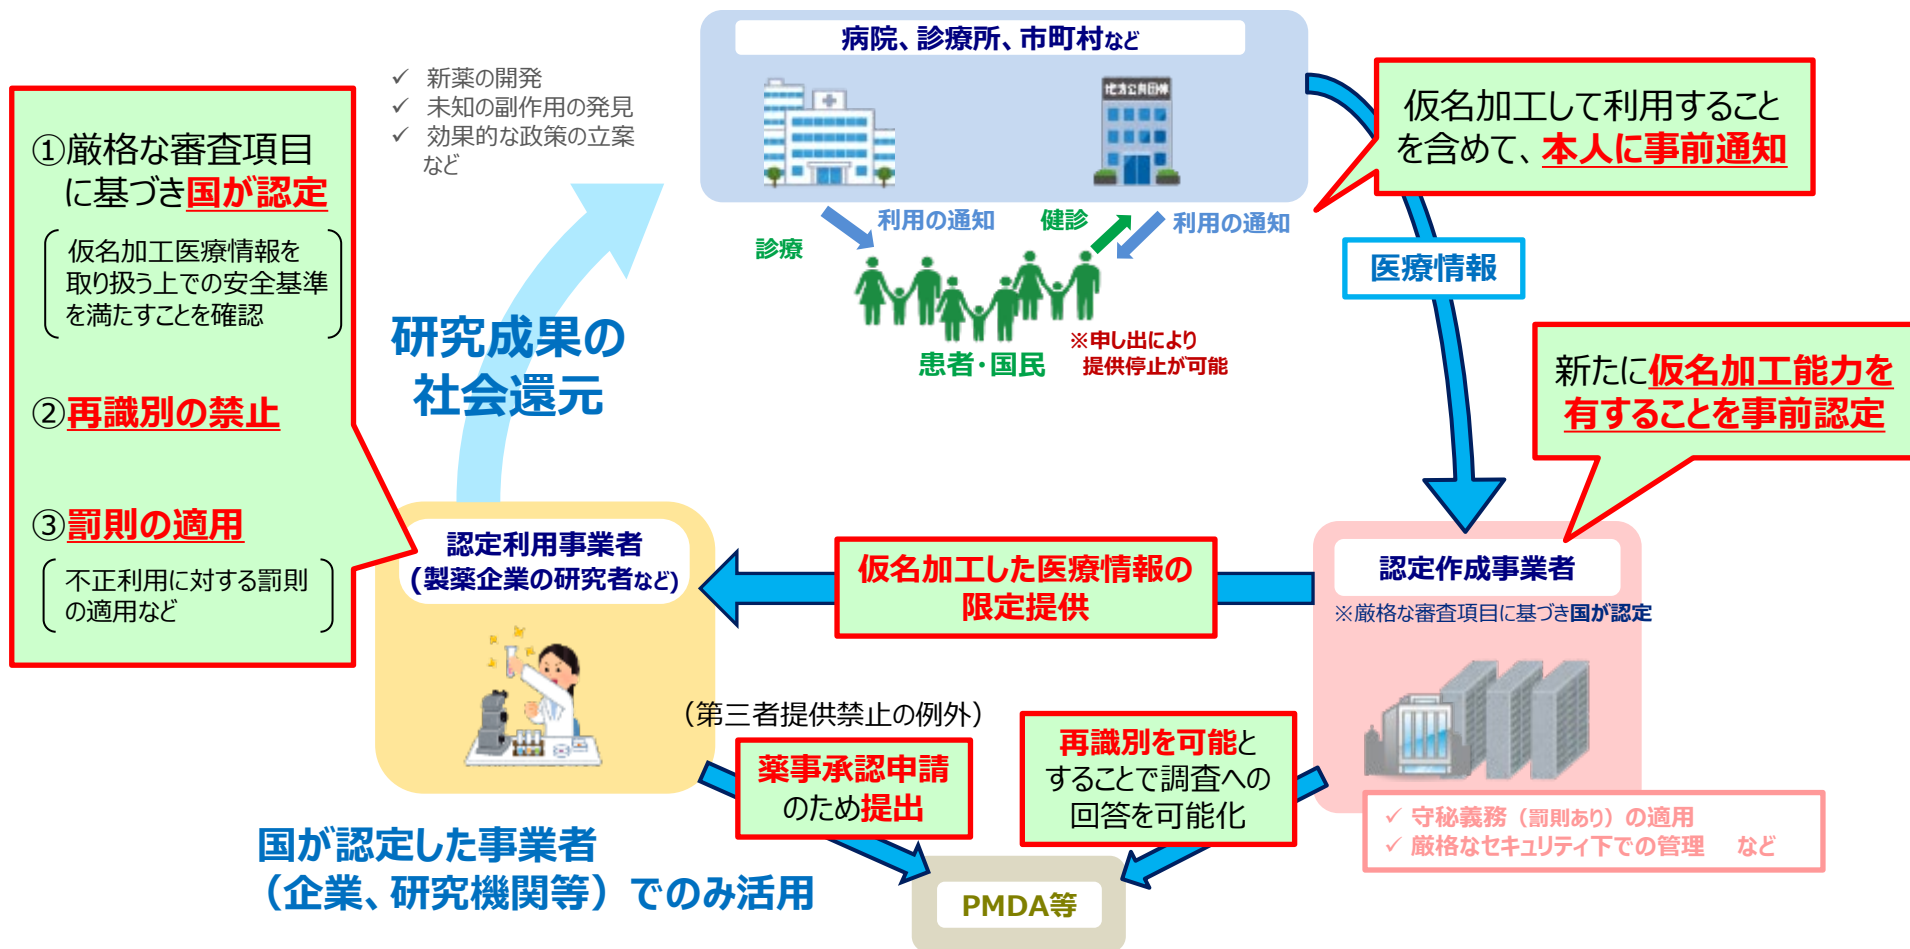 病院、診療所、市町村など
地方公共団体
✓ 新薬の開発
✓ 未知の副作用の発見
✓ 効果的な政策の立案
など
仮名加工して利用すること
を含めて、本人に事前通知
①厳格な審査項目
に基づき国が認定
仮名加工医療情報を
取り扱う上での安全基準
を満たすことを確認
②再識別の禁止
③罰則の適用
不正利用に対する罰則
の適用など
利用の通知
健診
利用の通知
診療
医療情報
患者・国民
※申し出により
提供停止が可能
研究成果の
社会還元
新たに仮名加工能力を
有することを事前認定
認定利用事業者
(製薬企業の研究者など)
仮名加工した医療情報の
限定提供
認定作成事業者
※厳格な審査項目に基づき国が認定
（第三者提供禁止の例外）
薬事承認申請
のため提出
再識別を可能と
することで調査への
回答を可能化
✓ 守秘義務（罰則あり）の適用
✓ 厳格なセキュリティ下での管理 など
国が認定した事業者
（企業、研究機関等）でのみ活用
PMDA等